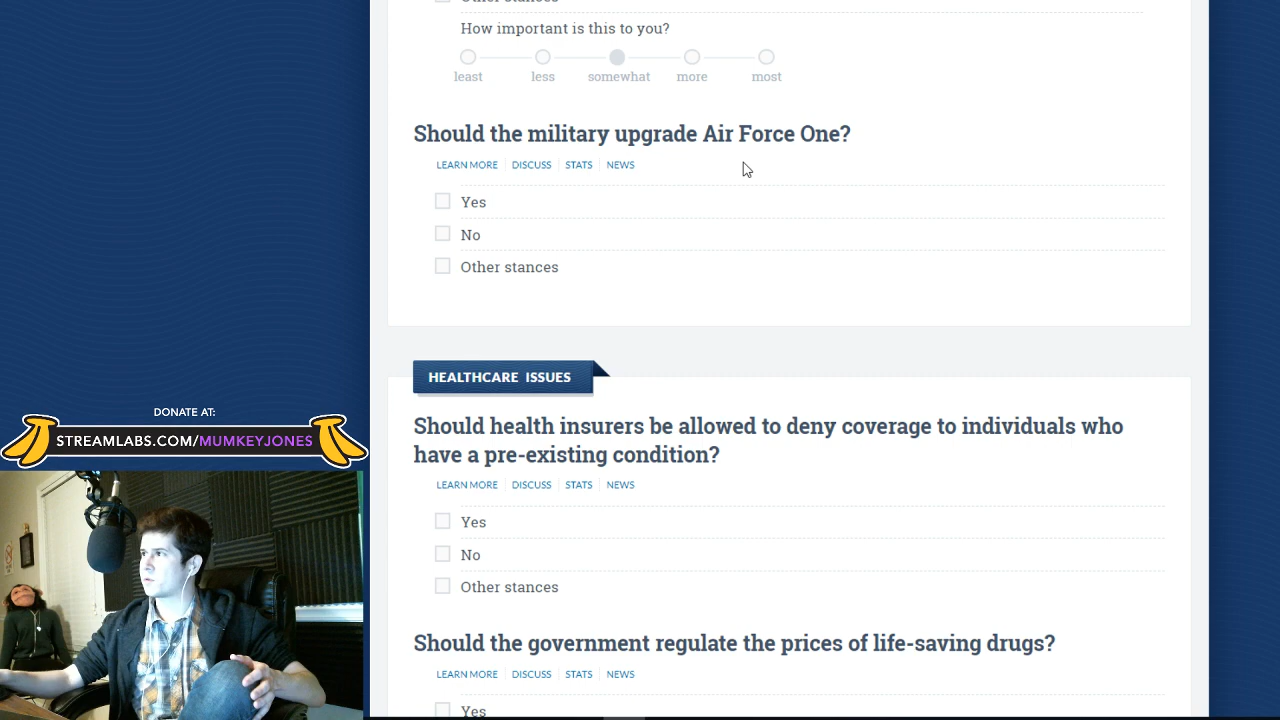 How important is this to you?
least less somewhat more most
Should the military upgrade Air Force One?
LEARN MORE DISCUSS STATS NEWS
Yes
No
Other stances
HEALTHCARE ISSUES
Should health insurers be allowed to deny coverage to individuals who
have a pre-existing condition?
LEARN MORE DISCUSS STATS NEWS
Yes
No
Other stances
Should the government regulate the prices of life-saving drugs?
LEARN MORE DISCUSS STATS NEWS
Yes
DONATE AT:
STREAMLABS.COM/MUMKEYJONES